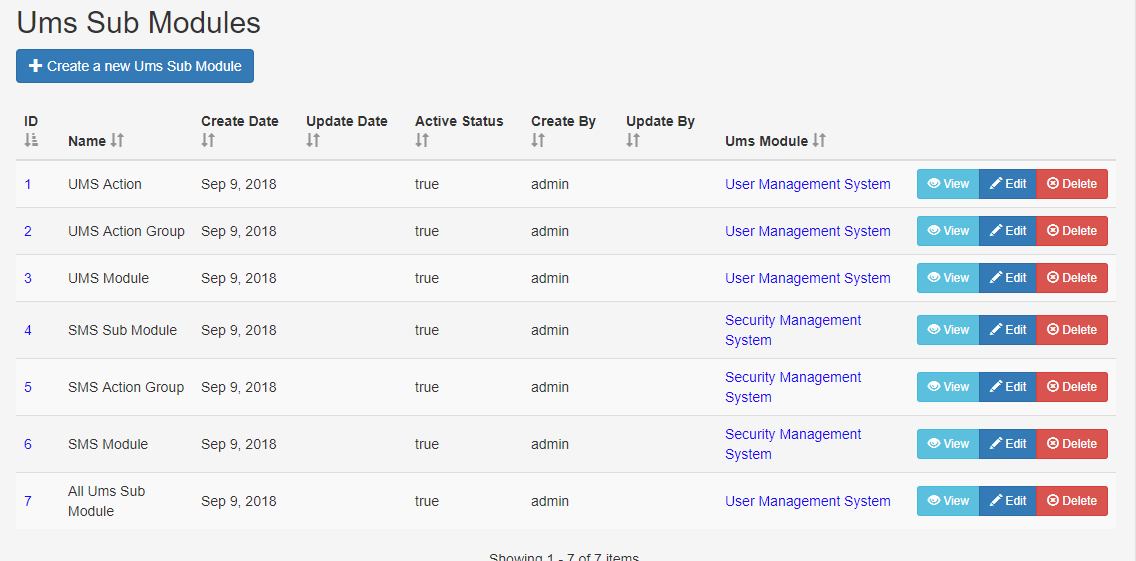 Ums Sub Modules
Create a new Ums Sub Module
ID Name Create Date Update Date Active Status Create By Update By Ums Module
1 UMS Action Sep 9, 2018 true admin User Management System View Edit Delete
2 UMS Action Group Sep 9, 2018 true admin User Management System View Edit Delete
3 UMS Module Sep 9, 2018 true admin User Management System View Edit Delete
4 SMS Sub Module Sep 9, 2018 true admin Security Management
System View Edit Delete
5 SMS Action Group Sep 9, 2018 true admin Security Management
System View Edit Delete
6 SMS Module Sep 9, 2018 true admin Security Management
System View Edit Delete
7 All Ums Sub
Module Sep 9, 2018 true admin User Management System View Edit Delete
Showing 1 - 7 of 7 items.